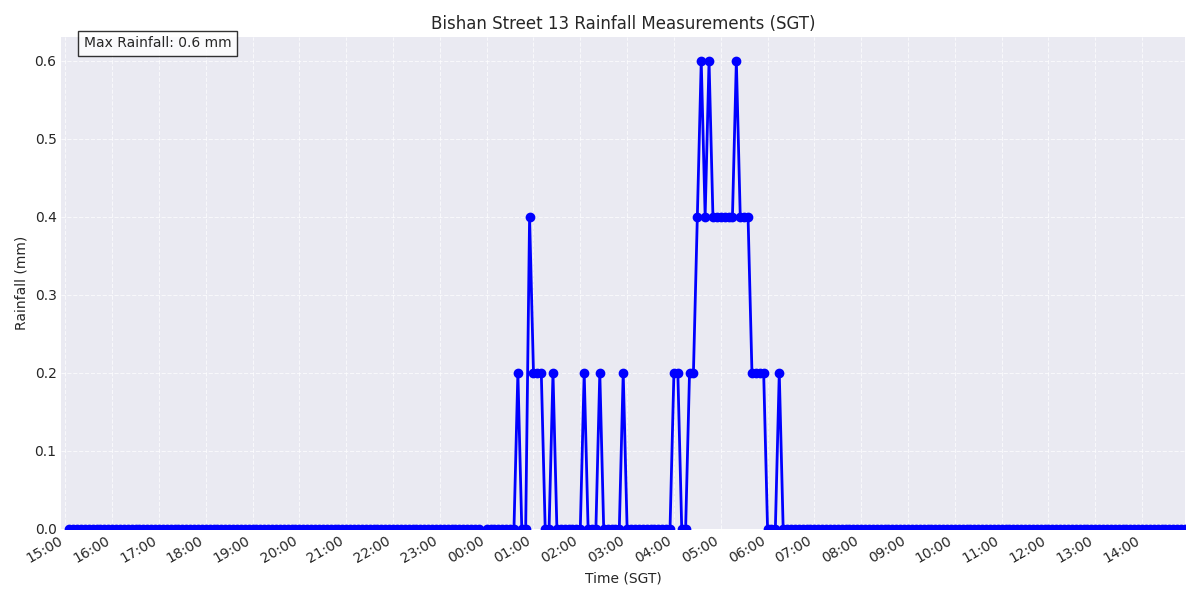 Bishan Street 13 Rainfall Measurements (SGT)
Max Rainfall: 0.6 mm
0.6
0.5
0.4
0.3
0.2
0.1
0.0
Rainfall (mm)
15:00 16:00 17:00 18:00 19:00 20:00 21:00 22:00 23:00 00:00 01:00 02:00 03:00 04:00 05:00 06:00 07:00 08:00 09:00 10:00 11:00 12:00 13:00 14:00
Time (SGT)